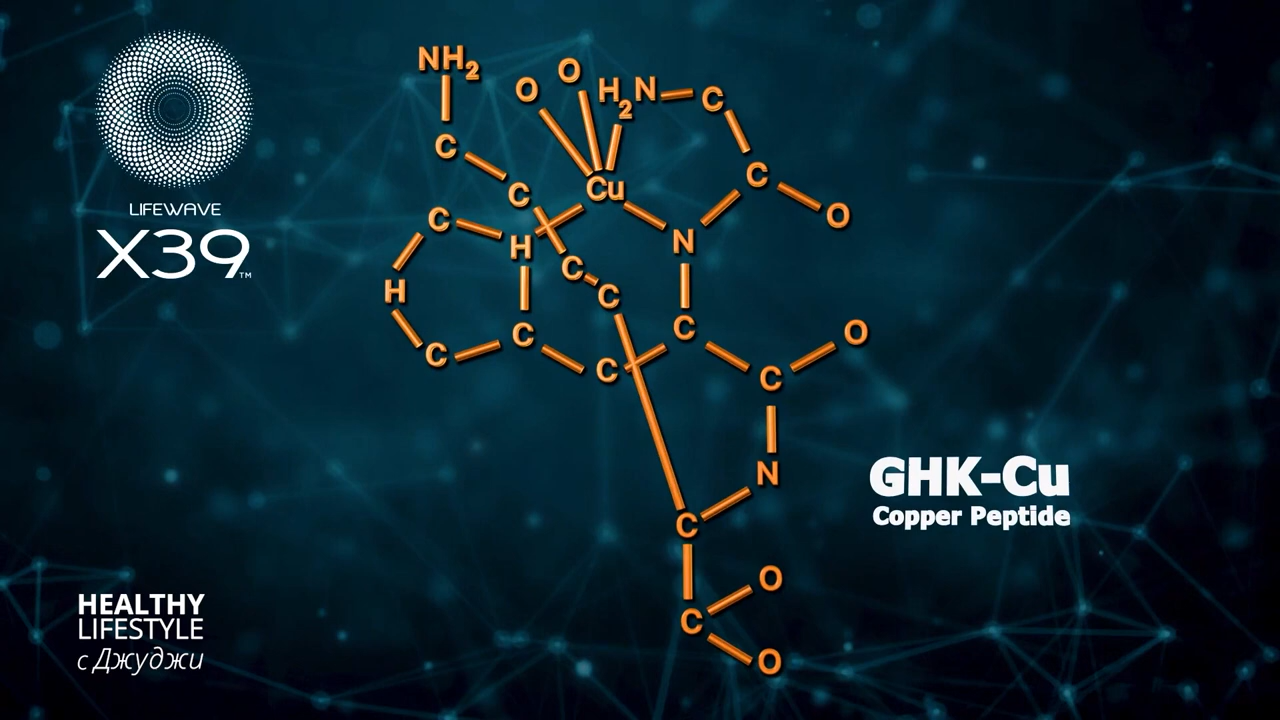 LIFEWAVE
X39™
NH₂
O
O
H₂N
C
C
C
Cu
C
O
C
H
N
C
C
H
C
O
C
C
C
C
N
C
O
C
O
GHK-Cu
Copper Peptide
HEALTHY
LIFESTYLE
с Джуджи